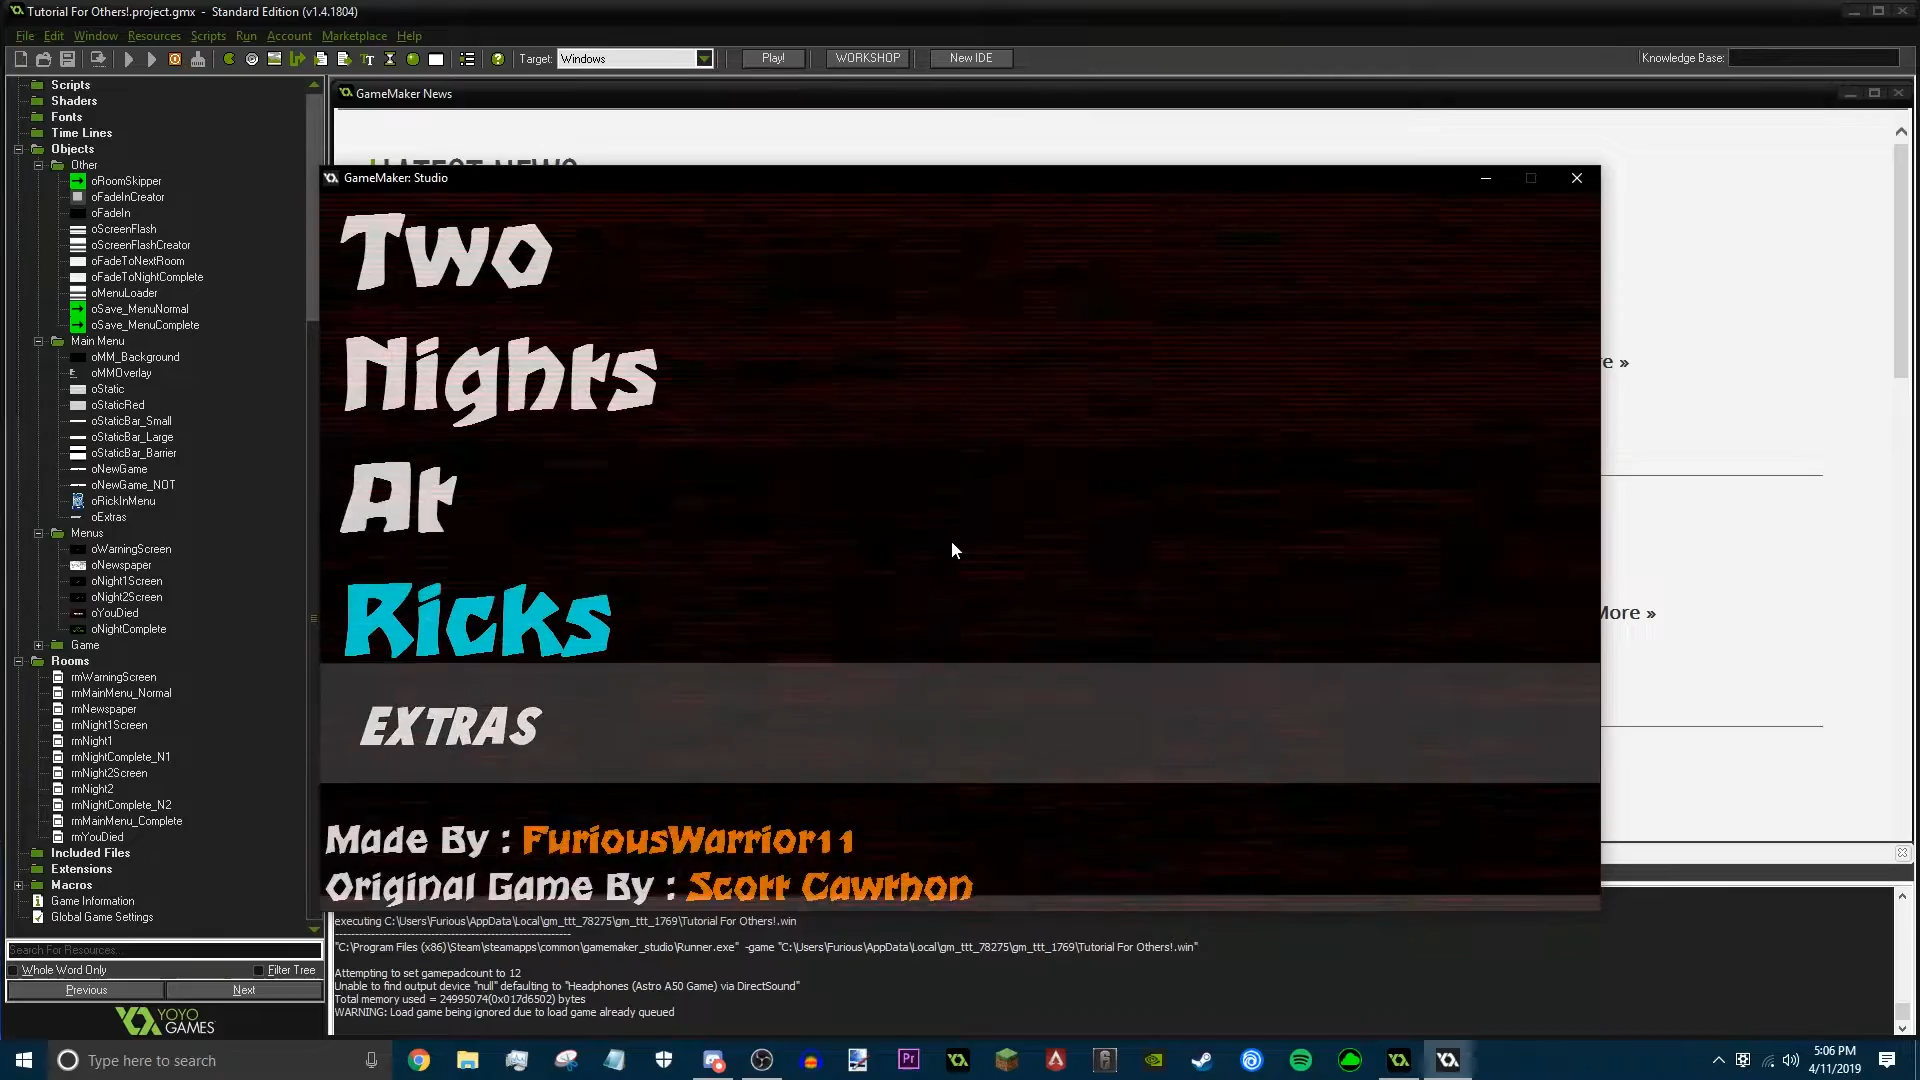 Tutorial For Others!.project.gmx  -  Standard Edition (v1.4.1804)
File Edit Window Resources Scripts Run Account Marketplace Help
Target: Windows Play! WORKSHOP New IDE Knowledge Base:
Scripts
Shaders
Fonts
Time Lines
Objects
Other
oRoomSkipper
oFadeInCreator
oFadeIn
oScreenFlash
oScreenFlashCreator
oFadeToNextRoom
oFadeToNightComplete
oMenuLoader
oSave_MenuNormal
oSave_MenuComplete
Main Menu
oMM_Background
oMMOverlay
oStatic
oStaticRed
oStaticBar_Small
oStaticBar_Large
oStaticBar_Barrier
oNewGame
oNewGame_NOT
oRickInMenu
oExtras
Menus
oWarningScreen
oNewspaper
oNight1Screen
oNight2Screen
oYouDied
oNightComplete
Game
Rooms
rmWarningScreen
rmMainMenu_Normal
rmNewspaper
rmNight1Screen
rmNight1
rmNightComplete_N1
rmNight2Screen
rmNight2
rmNightComplete_N2
rmMainMenu_Complete
rmYouDied
Included Files
Extensions
Macros
Game Information
Global Game Settings
Search For Resources...
Whole Word Only Filter Tree
Previous Next
YOYO
GAMES
GameMaker News
LATEST NEWS
GameMaker: Studio
Two
Nights
At
Ricks
EXTRAS
Made By : FuriousWarrior11
Original Game By : Scott Cawthon
»
More »
executing C:\Users\Furious\AppData\Local\gm_ttt_78275\gm_ttt_1769\Tutorial For Others!.win
"C:\Program Files (x86)\Steam\steamapps\common\gamemaker_studio\Runner.exe"  -game "C:\Users\Furious\AppData\Local\gm_ttt_78275\gm_ttt_1769\Tutorial For Others!.win"
Attempting to set gamepadcount to 12
Unable to find output device "null" defaulting to "Headphones (Astro A50 Game) via DirectSound"
Total memory used = 24995074(0x017d6502) bytes
WARNING: Load game being ignored due to load game already queued
Type here to search
Pr
5:06 PM
4/11/2019